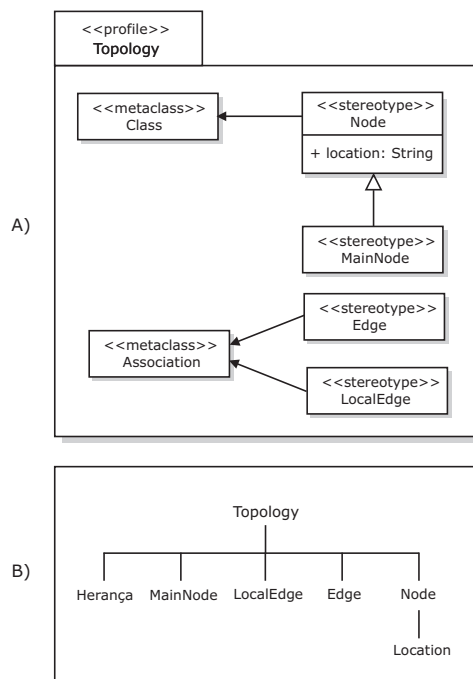 <<profile>>
Topology
A)
<<metaclass>>
Class
<<stereotype>>
Node
+ location: String
<<stereotype>>
MainNode
<<stereotype>>
Edge
<<metaclass>>
Association
<<stereotype>>
LocalEdge
B)
Topology
Herança MainNode LocalEdge Edge Node
Location